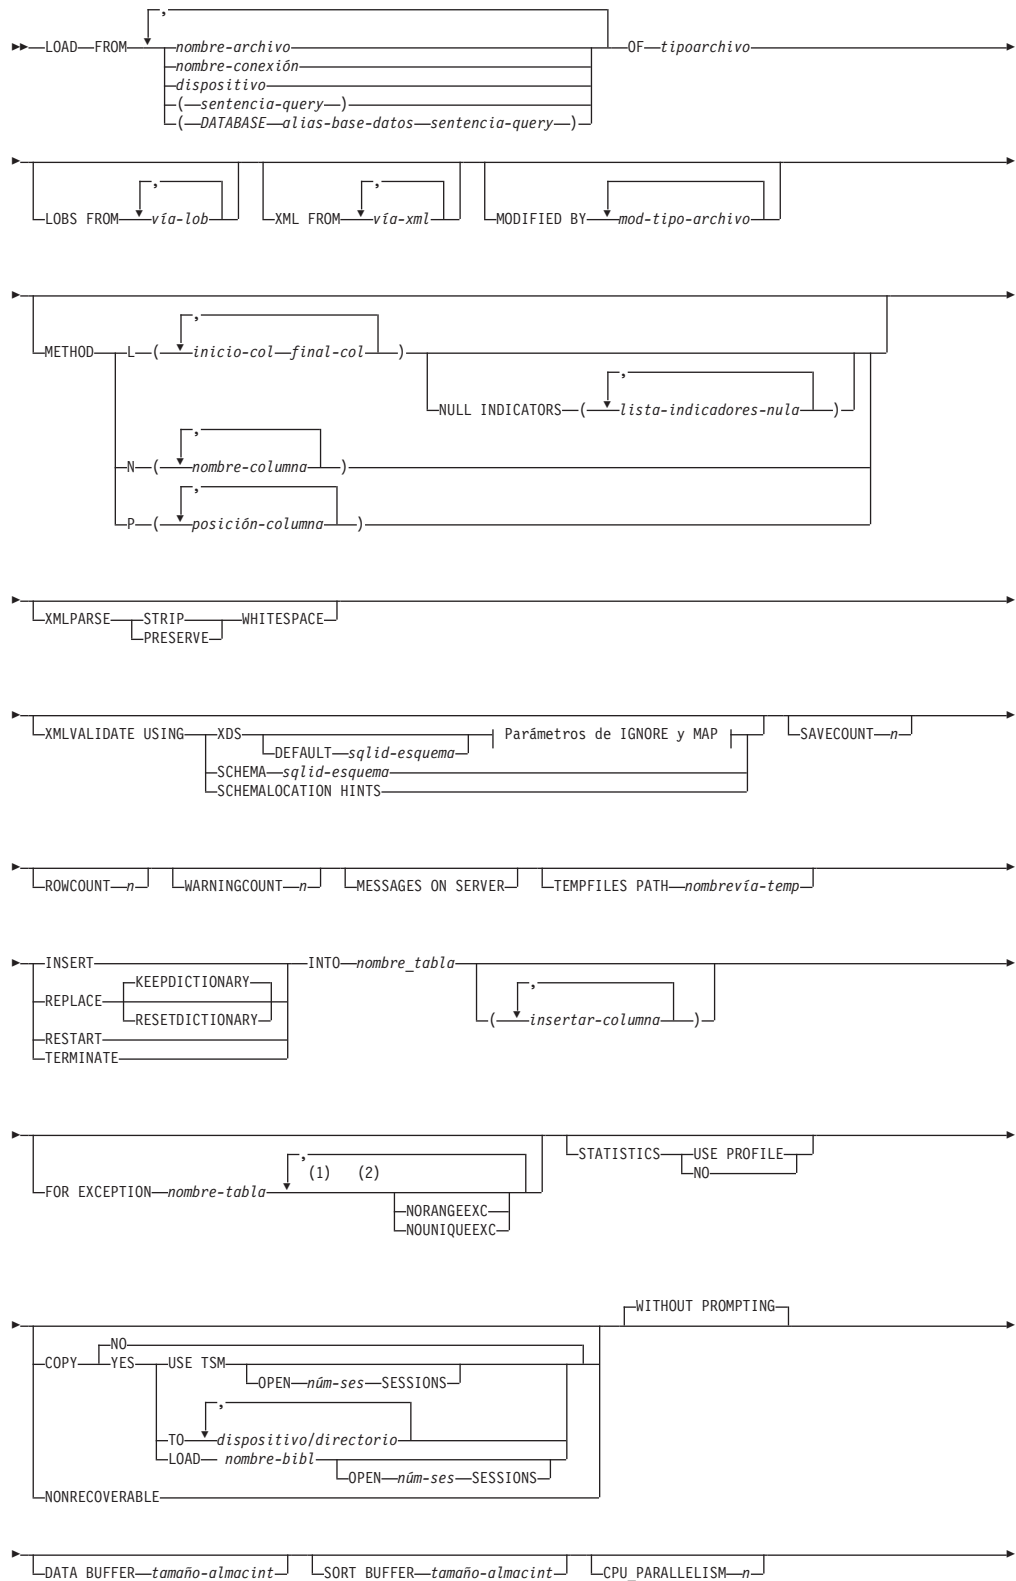 ,
LOAD FROM nombre-archivo OF tipoarchivo
nombre-conexión
dispositivo
( sentencia-query )
( DATABASE alias-base-datos sentencia-query )
, ,
LOBS FROM vía-lob XML FROM vía-xml MODIFIED BY mod-tipo-archivo
,
METHOD L ( inicio-col final-col )
,
NULL INDICATORS ( lista-indicadores-nula )
,
N ( nombre-columna )
,
P ( posición-columna )
XMLPARSE STRIP WHITESPACE
PRESERVE
XMLVALIDATE USING XDS Parámetros de IGNORE y MAP SAVECOUNT n
DEFAULT sqlid-esquema
SCHEMA sqlid-esquema
SCHEMALOCATION HINTS
ROWCOUNT n WARNINGCOUNT n MESSAGES ON SERVER TEMPFILES PATH nombrevía-temp
INSERT INTO nombre_tabla
KEEPDICTIONARY ,
REPLACE ( insertar-columna )
RESETDICTIONARY
RESTART
TERMINATE
,
(1) (2) STATISTICS USE PROFILE
FOR EXCEPTION nombre-tabla NO
NORANGEEXC
NOUNIQUEEXC
WITHOUT PROMPTING
NO
COPY YES USE TSM
OPEN núm-ses SESSIONS
,
TO dispositivo/directorio
LOAD nombre-bibl
OPEN núm-ses SESSIONS
NONRECOVERABLE
DATA BUFFER tamaño-almacint SORT BUFFER tamaño-almacint CPU_PARALLELISM n